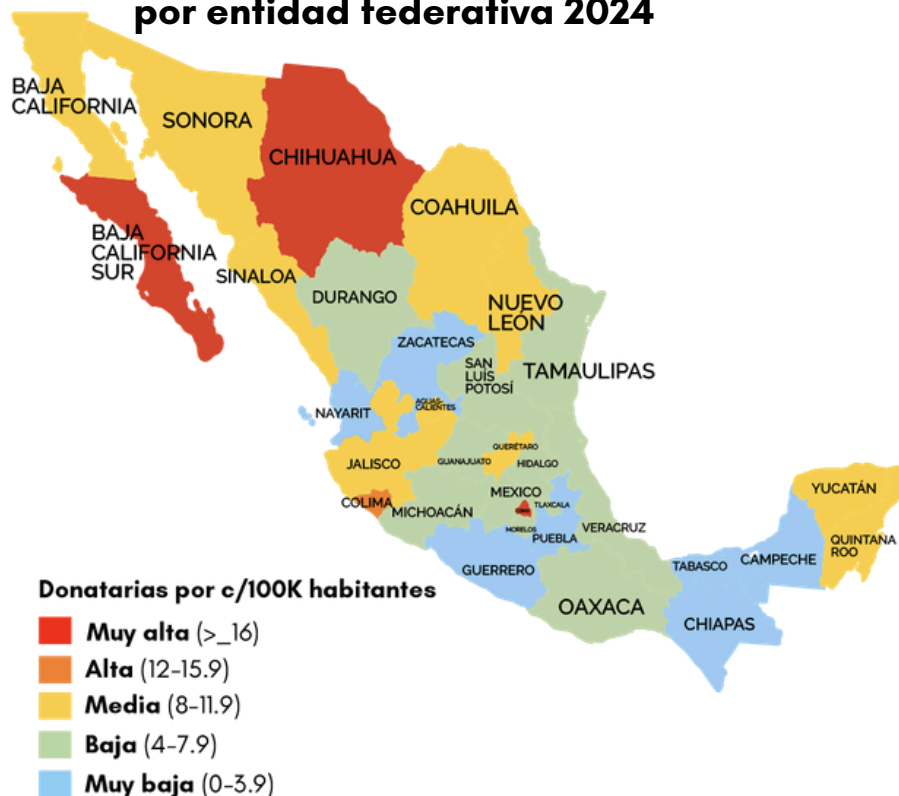 por entidad federativa 2024
BAJA
CALIFORNIA
SONORA
CHIHUAHUA
COAHUILA
BAJA
CALIFORNIA
SUR
SINALOA
DURANGO
NUEVO
LEÓN
ZACATECAS
SAN
LUÍS
POTOSÍ
TAMAULIPAS
NAYARIT
AGUAS-
CALIENTES
JALISCO
GUANAJUATO
QUERÉTARO
HIDALGO
COLIMA
MICHOACÁN
MEXICO
TLAXCALA
MORELOS
PUEBLA
VERACRUZ
GUERRERO
OAXACA
TABASCO
CAMPECHE
YUCATÁN
QUINTANA
ROO
CHIAPAS
Donatarias por c/100K habitantes
Muy alta (>_16)
Alta (12-15.9)
Media (8-11.9)
Baja (4-7.9)
Muy baja (0-3.9)